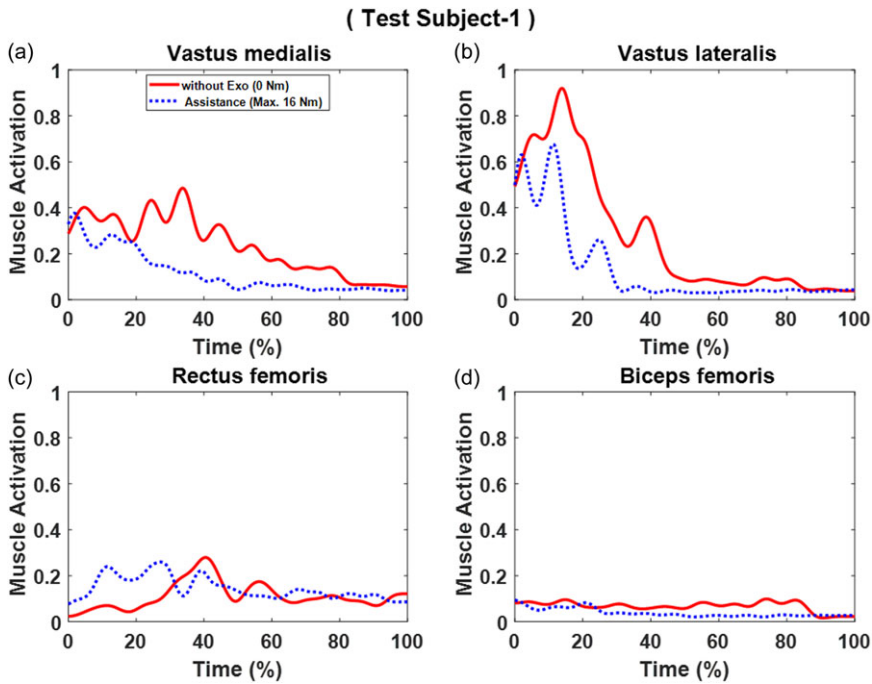 ( Test Subject-1 )
(a)
Vastus medialis
Muscle Activation
1
0.8
0.6
0.4
0.2
0
without Exo (0 Nm)
Assistance (Max. 16 Nm)
0 20 40 60 80 100
Time (%)
(b)
Vastus lateralis
Muscle Activation
1
0.8
0.6
0.4
0.2
0
0 20 40 60 80 100
Time (%)
(c)
Rectus femoris
Muscle Activation
1
0.8
0.6
0.4
0.2
0
0 20 40 60 80 100
Time (%)
(d)
Biceps femoris
Muscle Activation
1
0.8
0.6
0.4
0.2
0
0 20 40 60 80 100
Time (%)